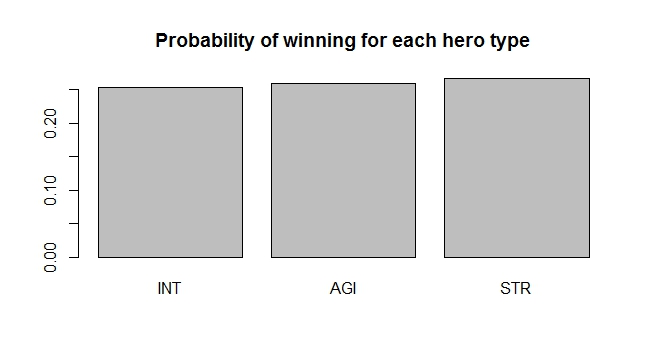 Probability of winning for each hero type
0.20
0.10
0.00
INT AGI STR